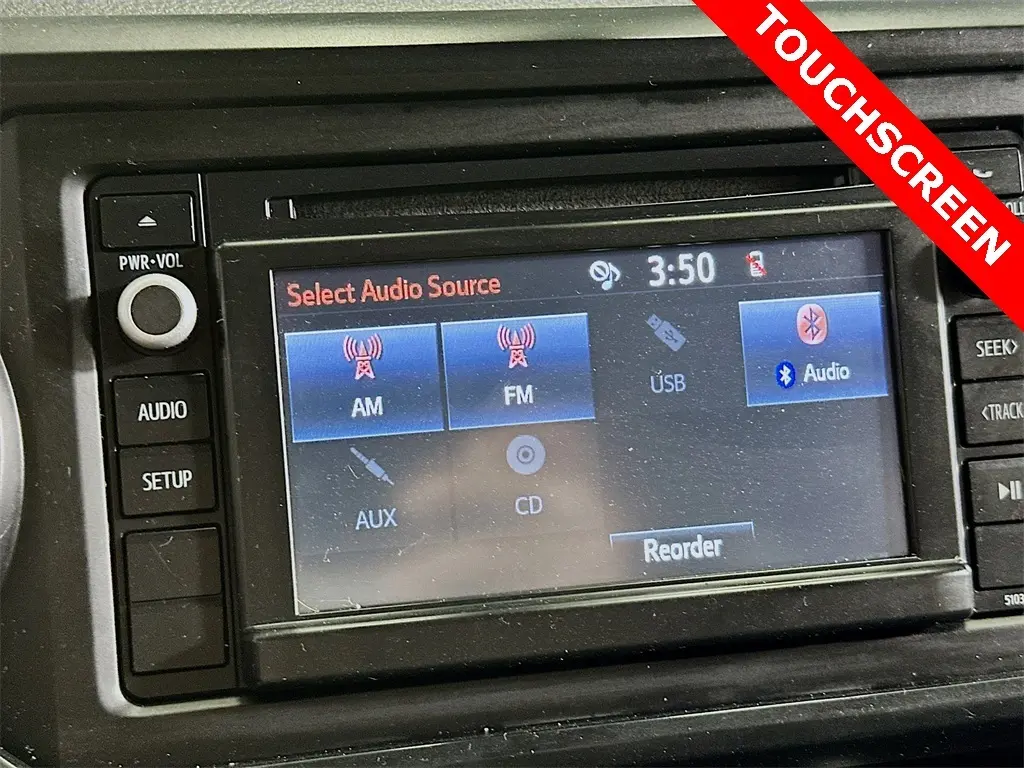 TOUCHSCREEN
PWR•VOL
AUDIO
SETUP
Select Audio Source
3:50
AM
FM
USB
Audio
AUX
CD
Reorder
SEEK>
<TRACK
5103